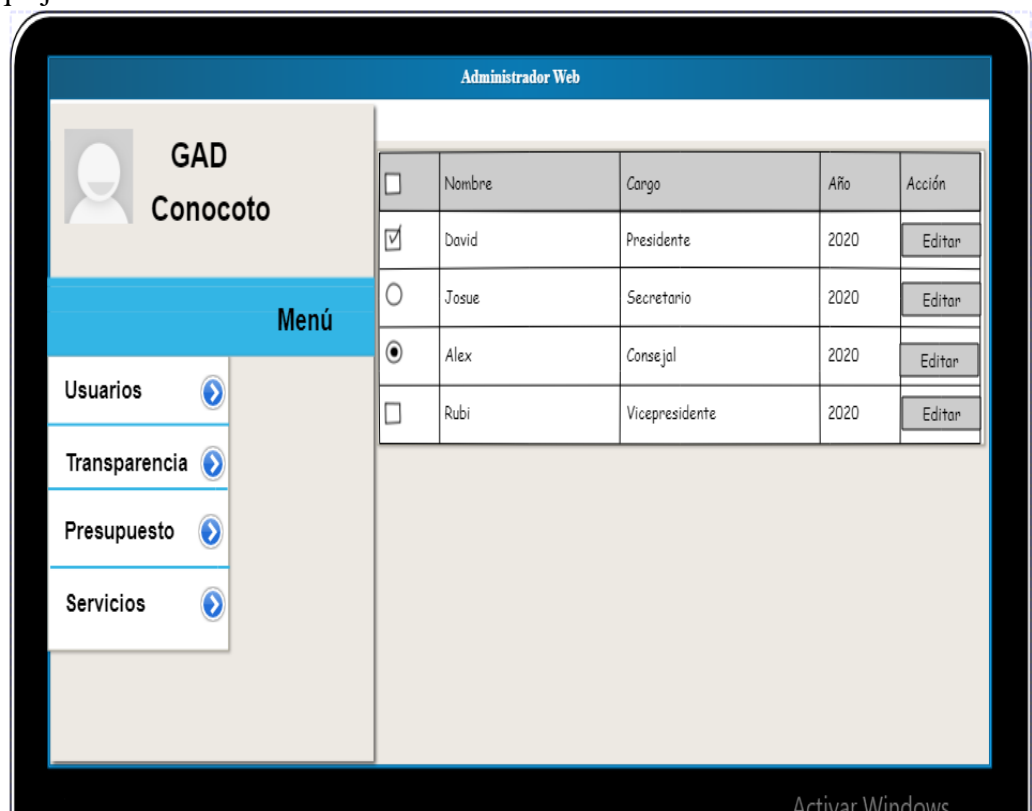 Administrador Web
GAD
Conocoto
Menú
Usuarios
Transparencia
Presupuesto
Servicios
Nombre Cargo Año Acción
David Presidente 2020 Editar
Josue Secretario 2020 Editar
Alex Consejal 2020 Editar
Rubi Vicepresidente 2020 Editar
Activar Windows